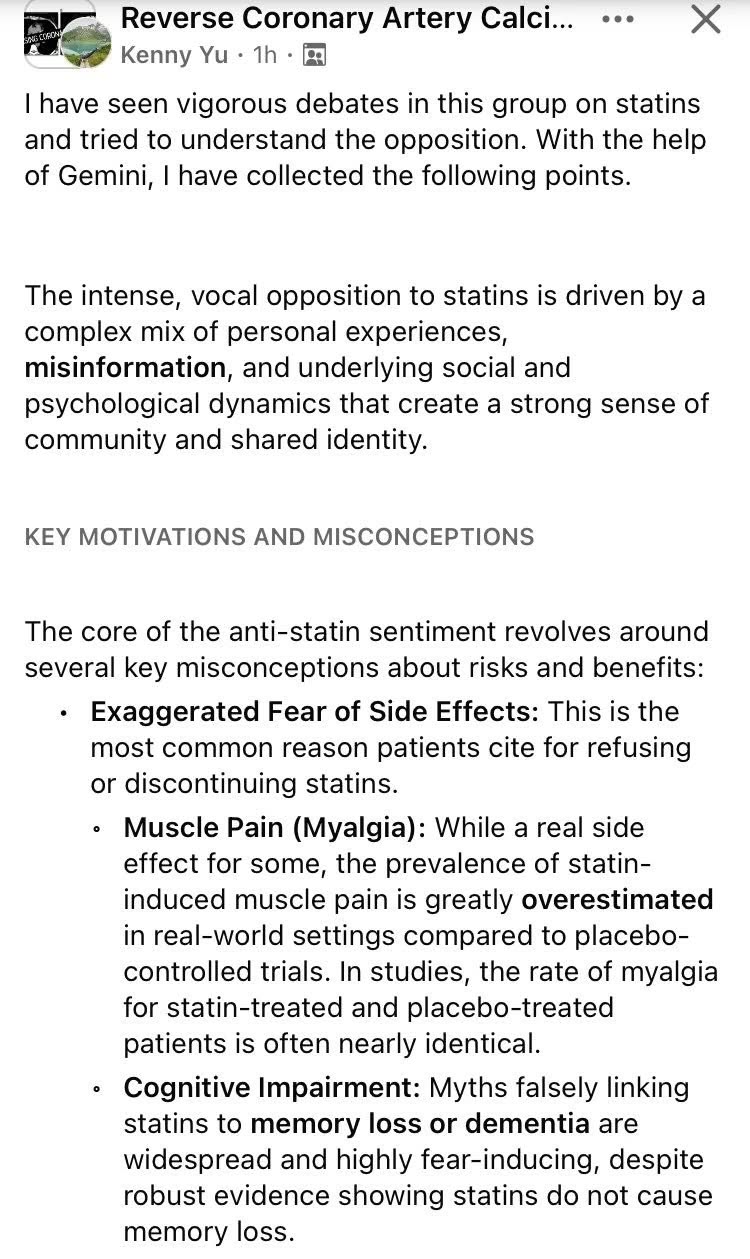 Reverse Coronary Artery Calci...
Kenny Yu · 1h ·
I have seen vigorous debates in this group on statins
and tried to understand the opposition. With the help
of Gemini, I have collected the following points.
The intense, vocal opposition to statins is driven by a
complex mix of personal experiences,
misinformation, and underlying social and
psychological dynamics that create a strong sense of
community and shared identity.
KEY MOTIVATIONS AND MISCONCEPTIONS
The core of the anti-statin sentiment revolves around
several key misconceptions about risks and benefits:
• Exaggerated Fear of Side Effects: This is the
most common reason patients cite for refusing
or discontinuing statins.
◦ Muscle Pain (Myalgia): While a real side
effect for some, the prevalence of statin-
induced muscle pain is greatly overestimated
in real-world settings compared to placebo-
controlled trials. In studies, the rate of myalgia
for statin-treated and placebo-treated
patients is often nearly identical.
◦ Cognitive Impairment: Myths falsely linking
statins to memory loss or dementia are
widespread and highly fear-inducing, despite
robust evidence showing statins do not cause
memory loss.